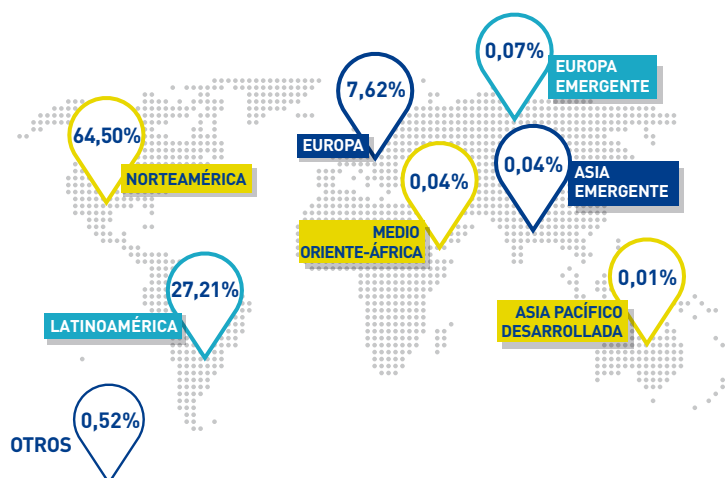 0,07%
EUROPA
EMERGENTE
7,62%
EUROPA
64,50%
NORTEAMÉRICA
0,04%
MEDIO
ORIENTE-ÁFRICA
0,04%
ASIA
EMERGENTE
27,21%
LATINOAMÉRICA
0,01%
ASIA PACÍFICO
DESARROLLADA
0,52%
OTROS